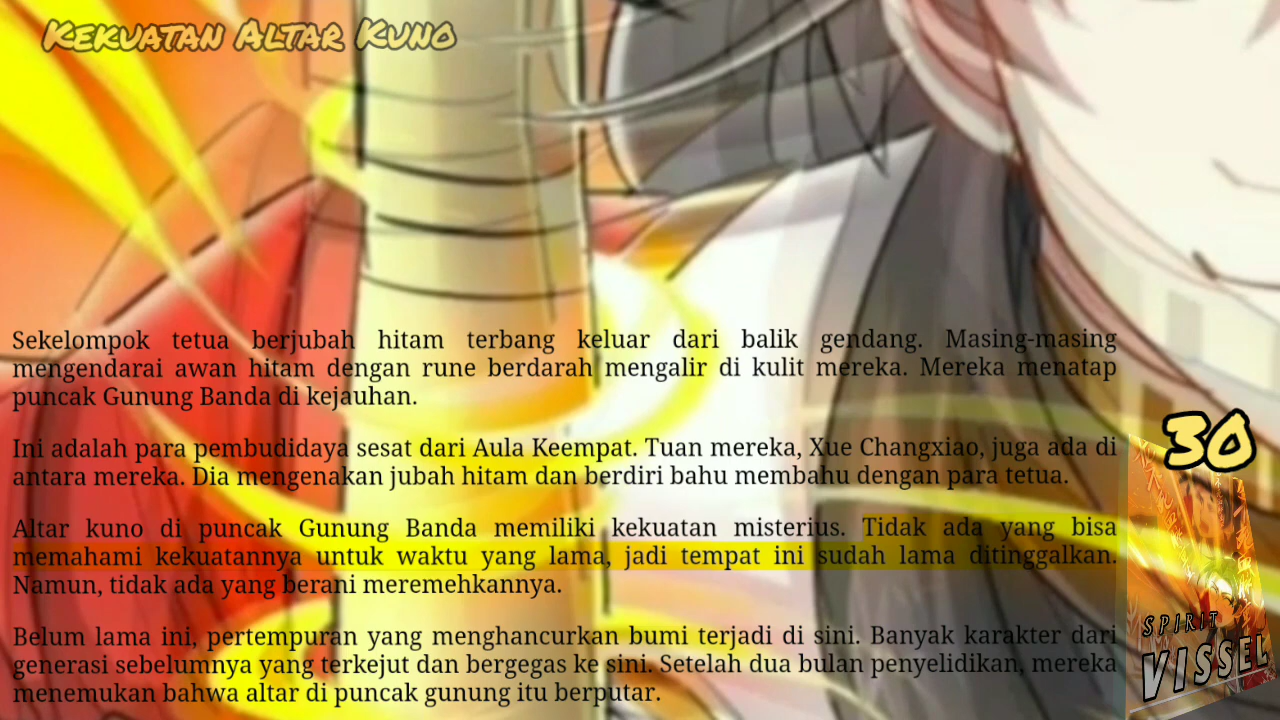 Kekuatan Altar Kuno
Sekelompok tetua berjubah hitam terbang keluar dari balik gendang. Masing-masing
mengendarai awan hitam dengan rune berdarah mengalir di kulit mereka. Mereka menatap
puncak Gunung Banda di kejauhan.
Ini adalah para pembudidaya sesat dari Aula Keempat. Tuan mereka, Xue Changxiao, juga ada di
antara mereka. Dia mengenakan jubah hitam dan berdiri bahu membahu dengan para tetua.
Altar kuno di puncak Gunung Banda memiliki kekuatan misterius. Tidak ada yang bisa
memahami kekuatannya untuk waktu yang lama, jadi tempat ini sudah lama ditinggalkan.
Namun, tidak ada yang berani meremehkannya.
Belum lama ini, pertempuran yang menghancurkan bumi terjadi di sini. Banyak karakter dari
generasi sebelumnya yang terkejut dan bergegas ke sini. Setelah dua bulan penyelidikan, mereka
menemukan bahwa altar di puncak gunung itu berputar.
30
SPIRIT
VISSEL